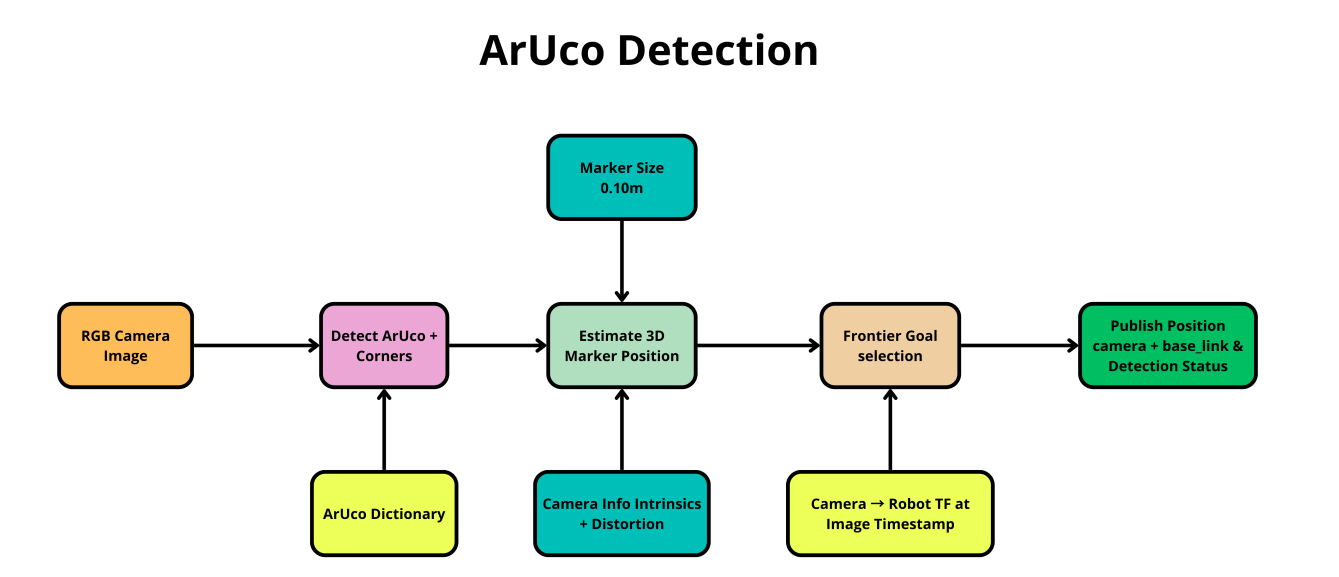 ArUco Detection
Marker Size
0.10m
RGB Camera
Image
Detect ArUco +
Corners
Estimate 3D
Marker Position
Frontier Goal
selection
Publish Position
camera + base_link &
Detection Status
ArUco Dictionary
Camera Info Intrinsics
+ Distortion
Camera → Robot TF at
Image Timestamp